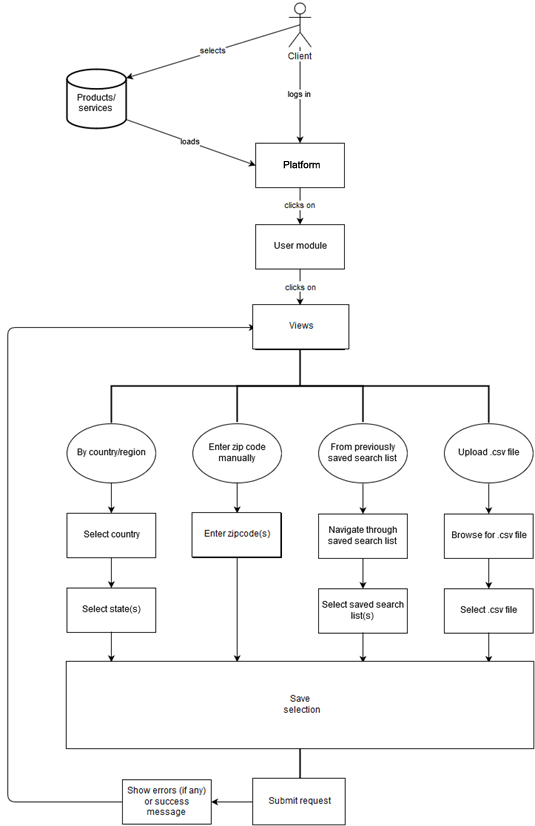 selects
Client
Products/
services
logs in
loads
Platform
clicks on
User module
clicks on
Views
By country/region
Enter zip code
manually
From previously
saved search list
Upload .csv file
Select country
Enter zipcode(s)
Navigate through
saved search list
Browse for .csv file
Select state(s)
Select saved search
list(s)
Select .csv file
Save
selection
Show errors (if any)
or success
message
Submit request